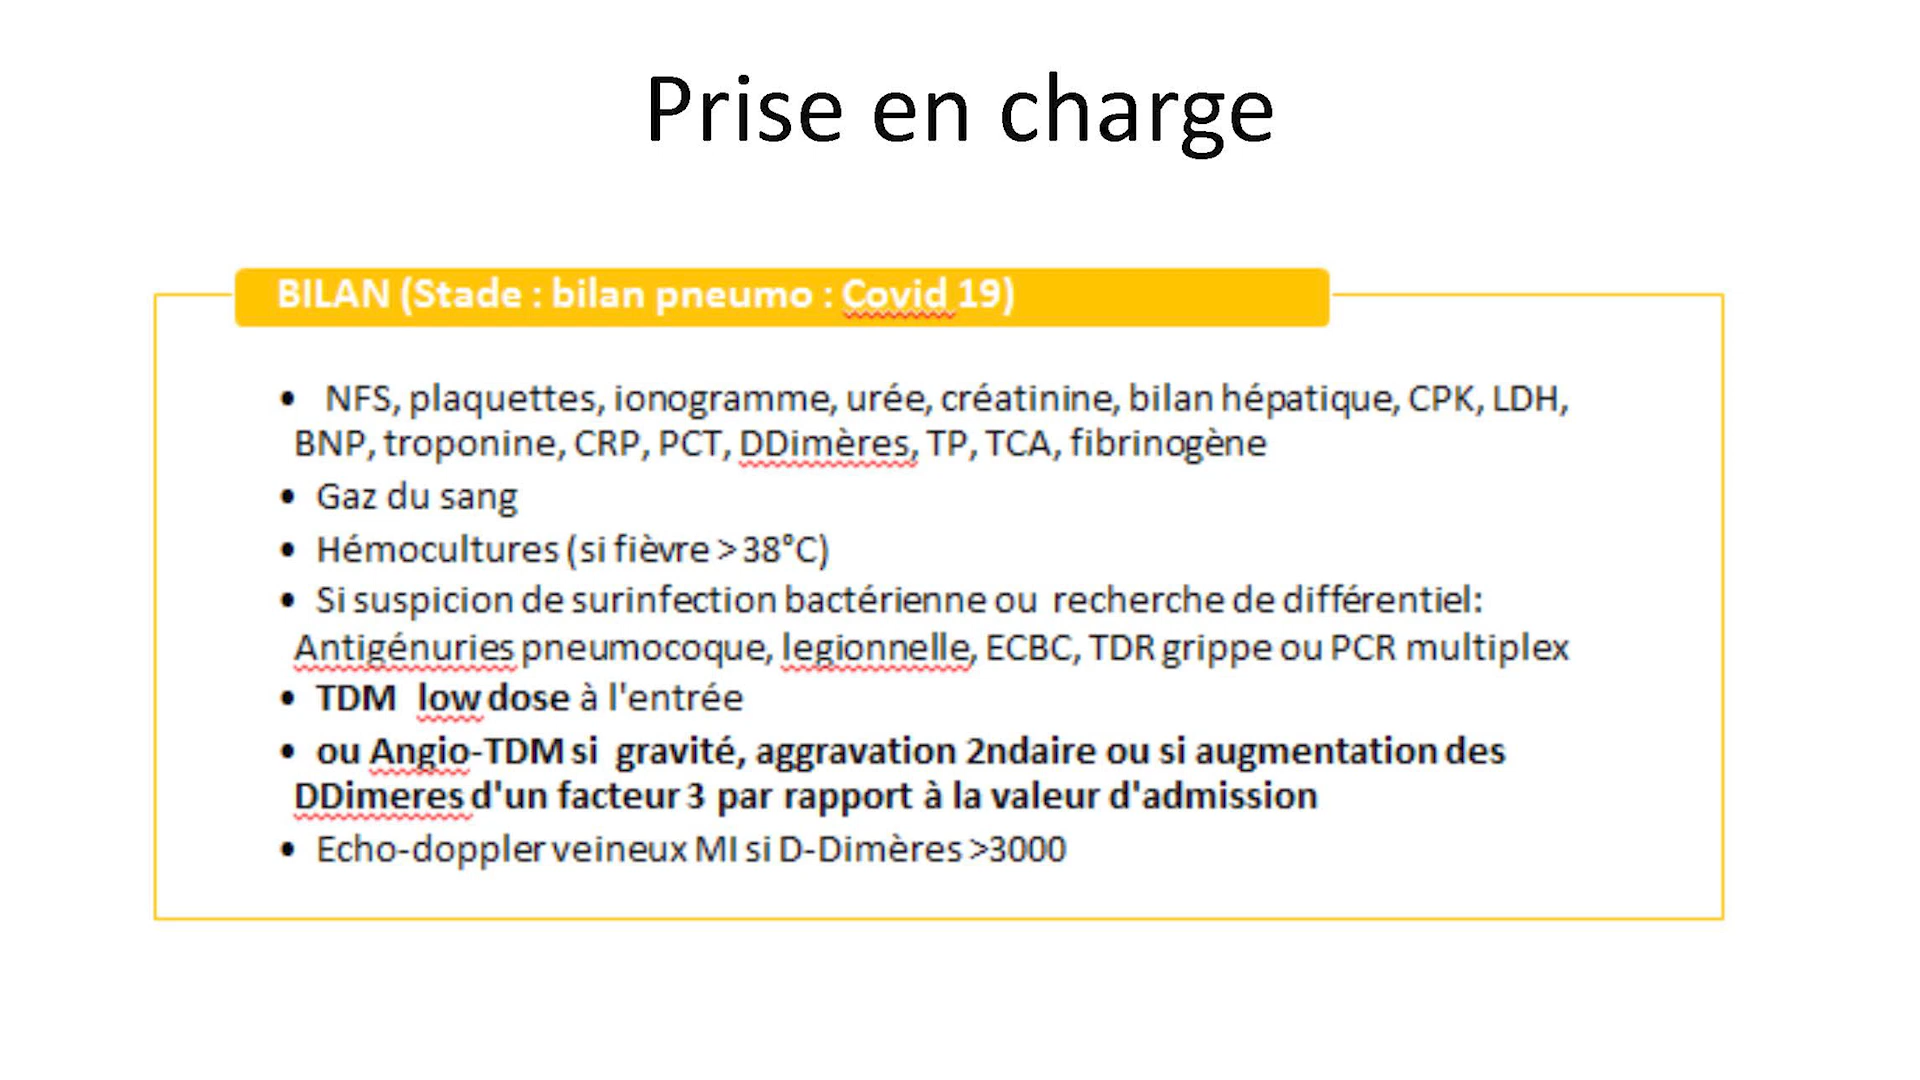 Prise en charge
BILAN (Stade : bilan pneumo : Covid 19)
• NFS, plaquettes, ionogramme, urée, créatinine, bilan hépatique, CPK, LDH,
BNP, troponine, CRP, PCT, DDimères, TP, TCA, fibrinogène
• Gaz du sang
• Hémocultures (si fièvre > 38°C)
• Si suspicion de surinfection bactérienne ou recherche de différentiel:
Antigénuries pneumocoque, legionnelle, ECBC, TDR grippe ou PCR multiplex
• TDM low dose à l'entrée
• ou Angio-TDM si gravité, aggravation 2ndaire ou si augmentation des
DDimeres d'un facteur 3 par rapport à la valeur d'admission
• Echo-doppler veineux MI si D-Dimères >3000